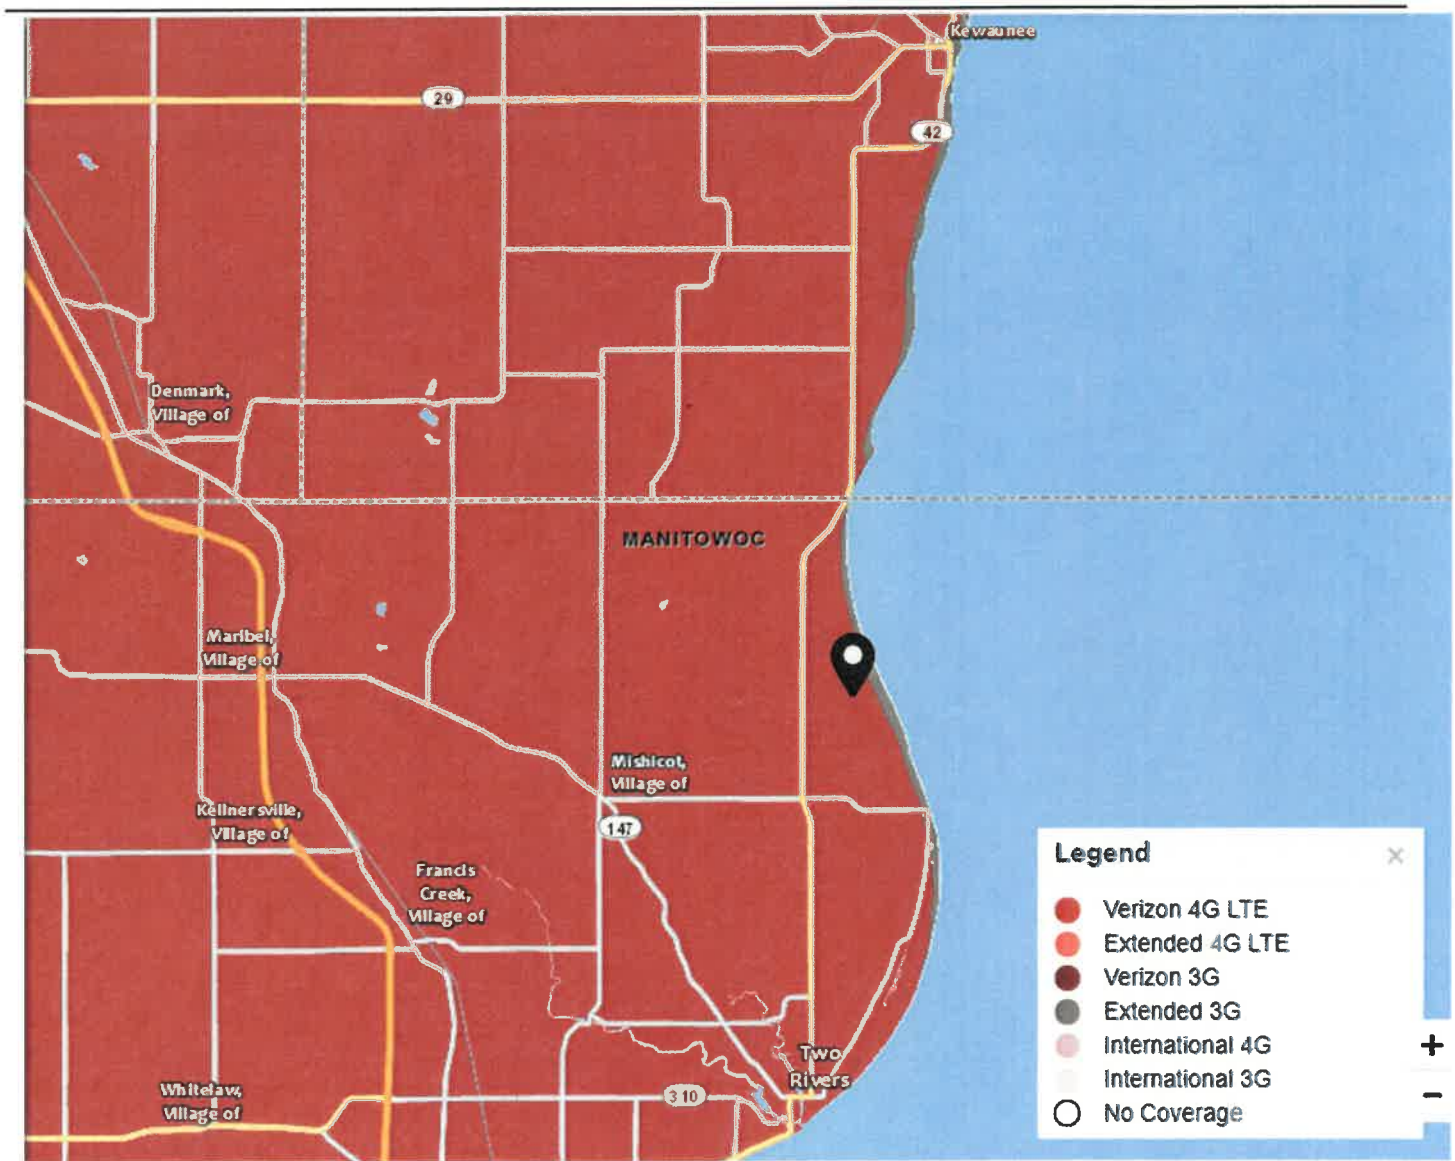 Kewaunee
29
42
Denmark,
Village of
MANITOWOC
Maribel,
Village of
Mishicot,
Village of
Kellnersville,
Village of
147
Francis
Creek,
Village of
Two
Rivers
310
Whitelaw,
Village of
Legend ×
Verizon 4G LTE
Extended 4G LTE
Verizon 3G
Extended 3G
International 4G
International 3G
No Coverage
+
−